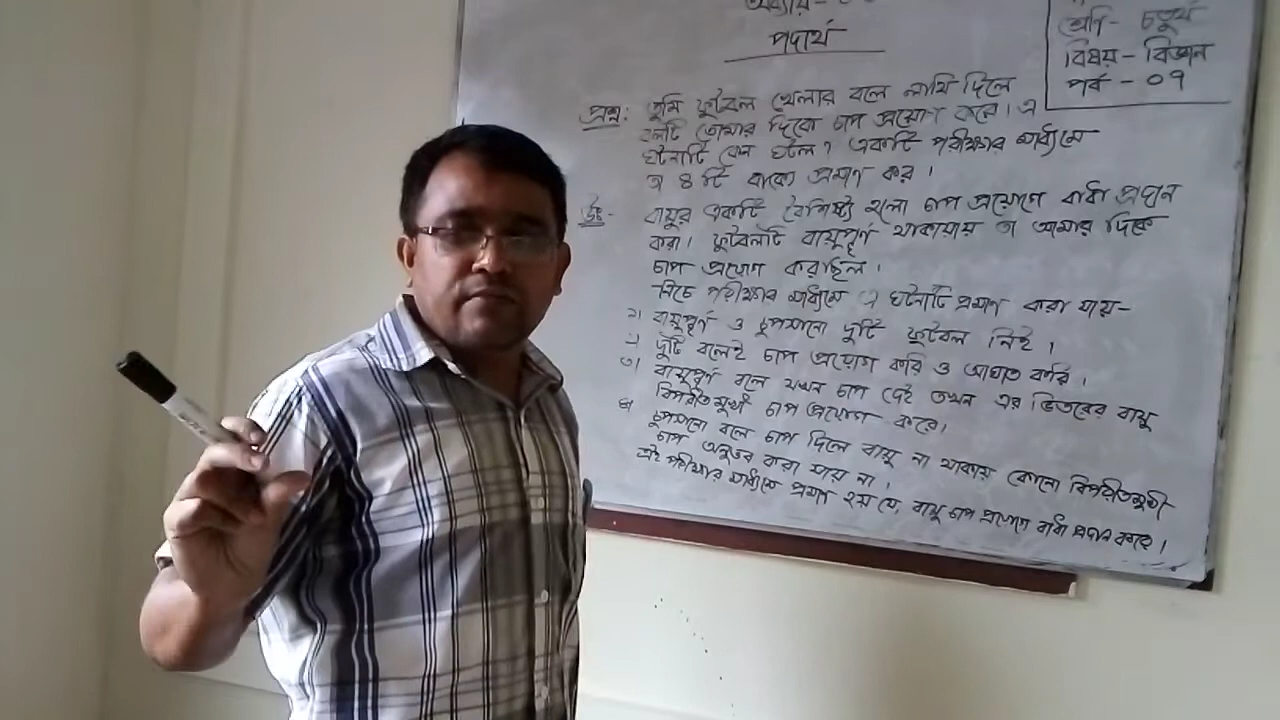 অধ্যায়-
পদার্থ
শ্রেণি - চতুর্থ
বিষয় - বিজ্ঞান
পর্ব - ০৭
প্রশ্ন: তুমি ফুটবল খেলার বলে লাথি দিলে
বলটি তোমার দিকে চাপ প্রয়োগ করে। এ
ঘটনাটি কেন ঘটল? একটি পরীক্ষার মাধ্যমে
তা ৪ টি বাক্যে প্রমাণ কর।
উঃ- বায়ুর একটি বৈশিষ্ট্য হলো চাপ প্রয়োগে বাধা প্রদান
করা। ফুটবলটি বায়ুপূর্ণ থাকায় তা আমার দিকে
চাপ প্রয়োগ করছিল।
নিচে পরীক্ষার মাধ্যমে এ ঘটনাটি প্রমাণ করা যায়-
১। বায়ুপূর্ণ ও চুপসানো দুটি ফুটবল নিই।
২। দুটি বলেই চাপ প্রয়োগ করি ও আঘাত করি।
৩। বায়ুপূর্ণ বলে যখন চাপ দেই তখন এর ভিতরের বায়ু
বিপরীতমুখী চাপ প্রয়োগ করে।
৪। চুপসানো বলে চাপ দিলে বায়ু না থাকায় কোনো বিপরীতমুখী
চাপ অনুভব করা যায় না।
এই পরীক্ষার মাধ্যমে প্রমাণ হয় যে, বায়ু চাপ প্রয়োগে বাধা প্রদান করে।